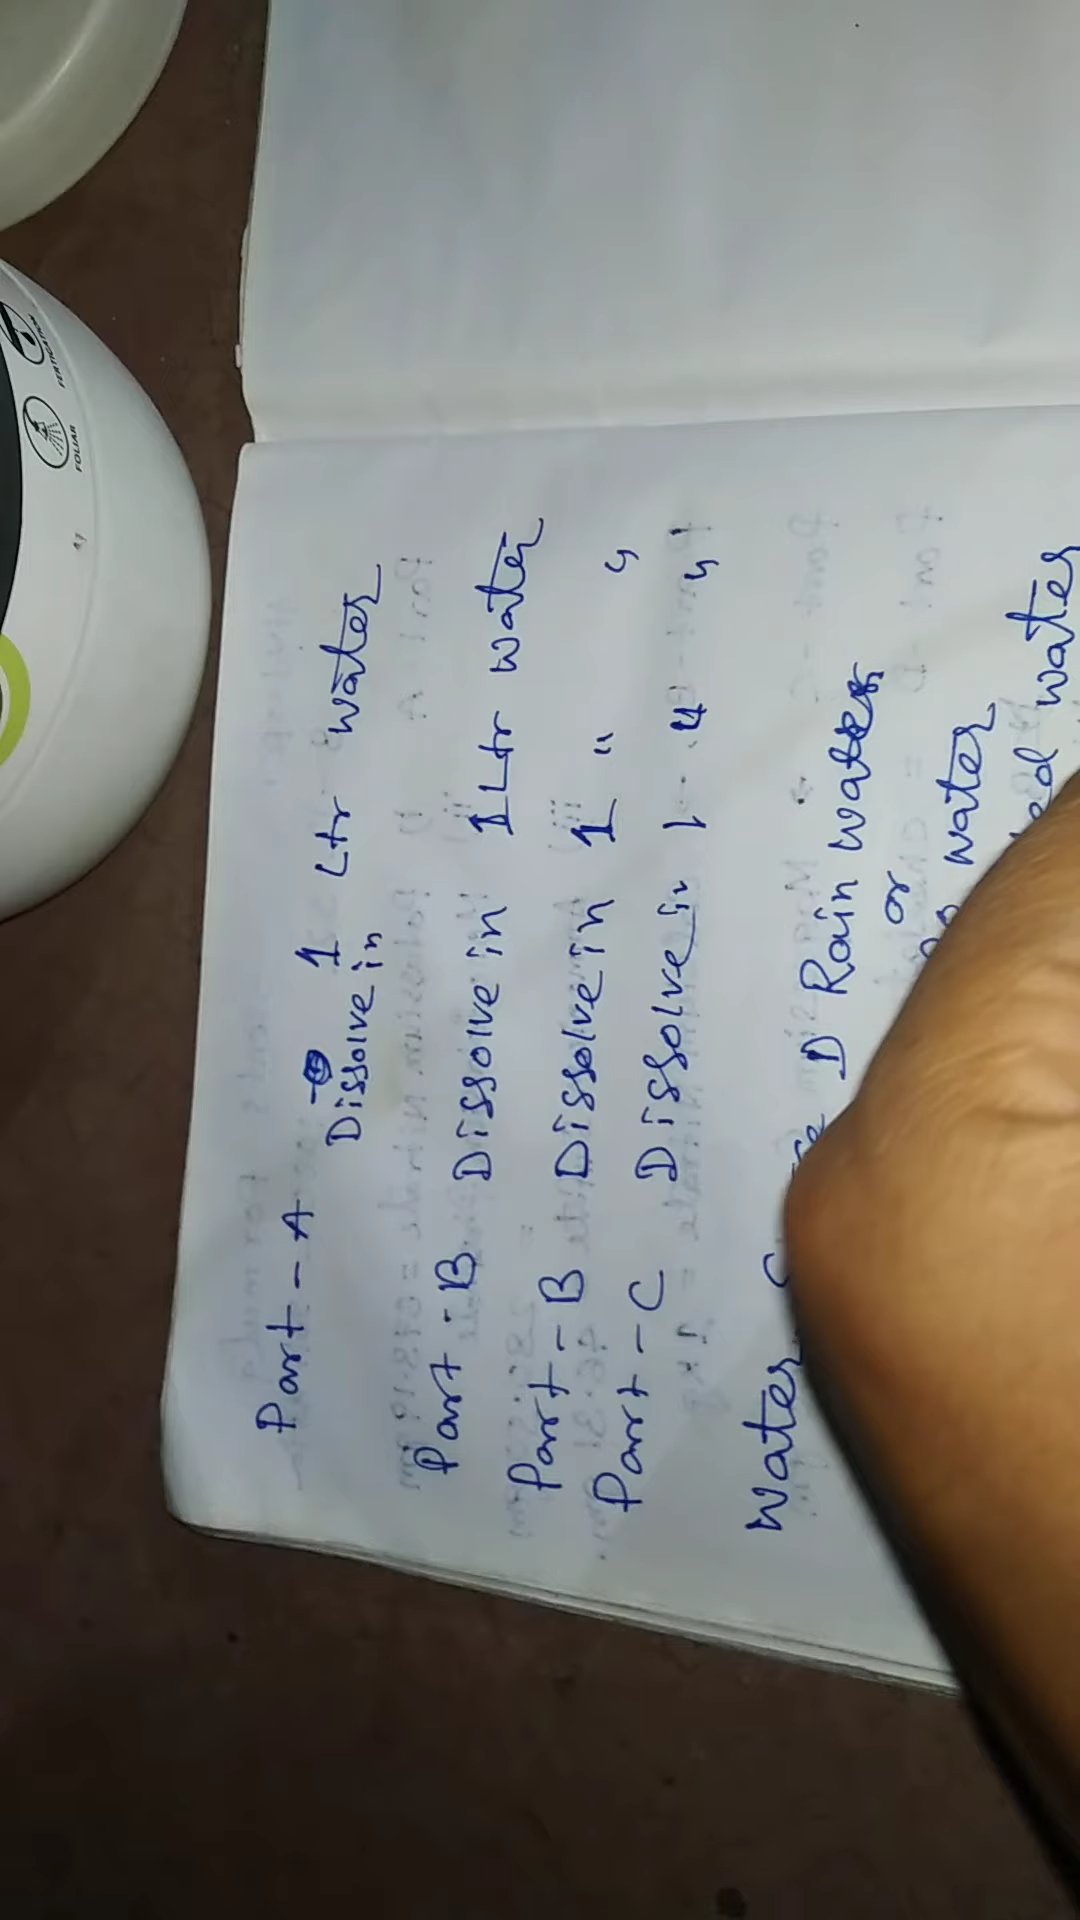 Part - A 1 Ltr water
Dissolve in
Part - B Dissolve in 1 Ltr water
Part - B Dissolve in 1 " "
Part - C Dissolve in 1 " "
Water D Rain water
or
water
water
FOLIAR
FERTIGATION